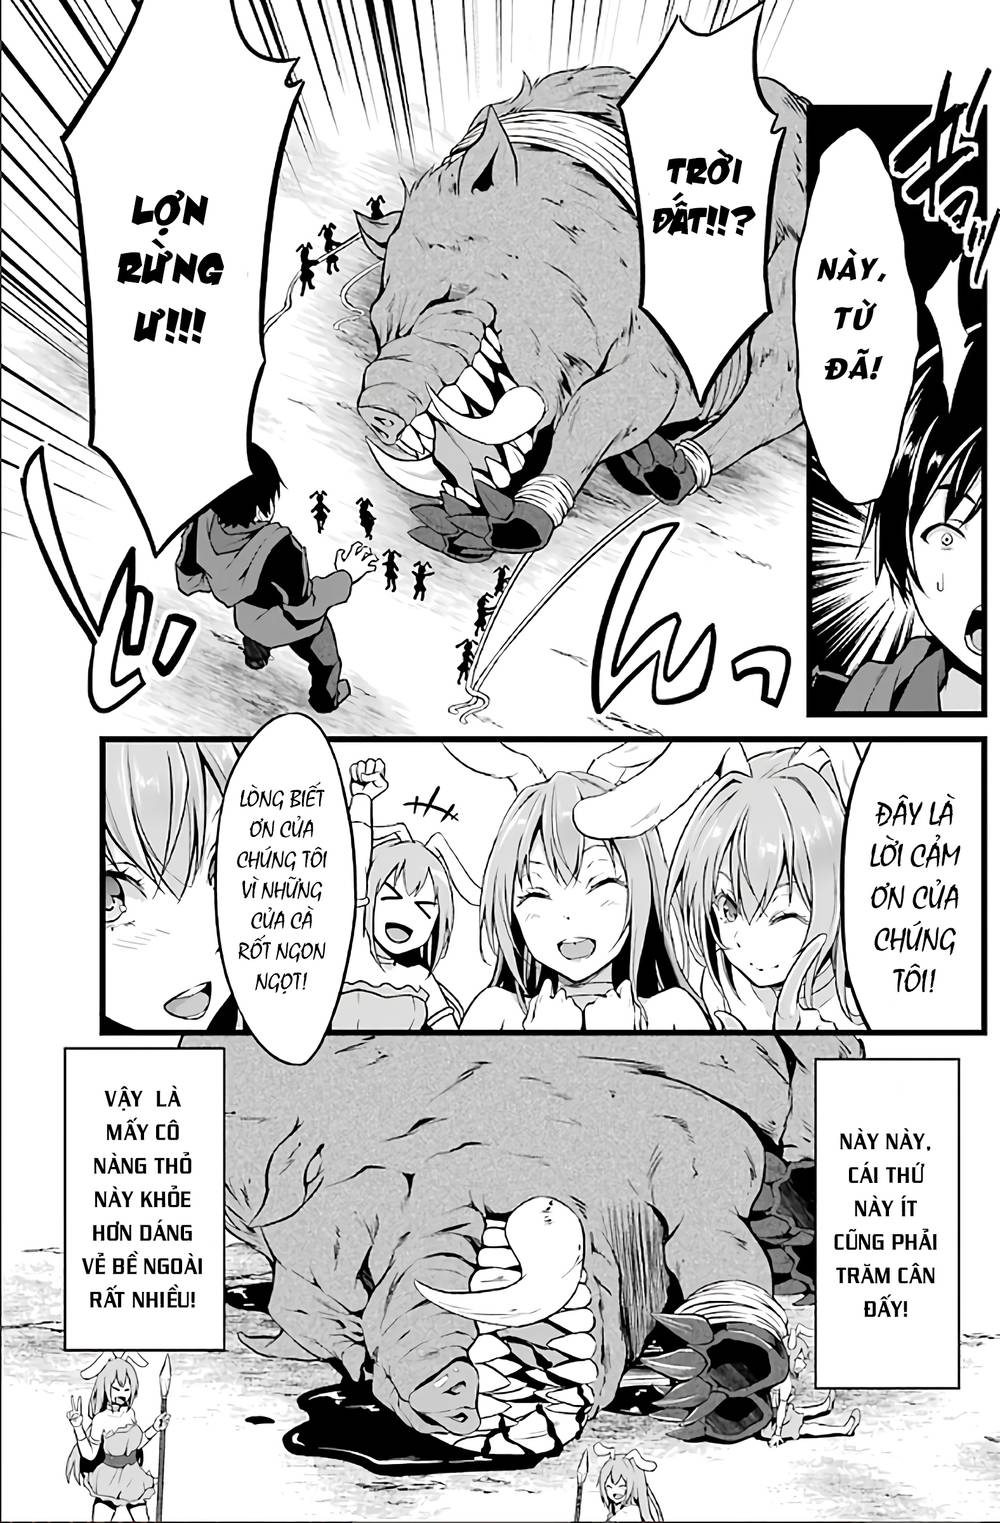 NÀY,
TỪ
ĐÃ!
TRỜI
ĐẤT!!!?
LỢN
RỪNG
Ư!!!
ĐÂY LÀ
LỜI CẢM
ƠN CỦA
CHÚNG
TÔI!!
LÒNG BIẾT
ƠN CỦA
CHÚNG TÔI
VÌ NHỮNG
CỦA CÀ
RỐT NGON
NGỌT!
NÀY NÀY,
CÁI THỨ
NÀY ÍT
CŨNG PHẢI
TRĂM CÂN
ĐẤY!
VẬY LÀ
MẤY CÔ
NÀNG THỎ
NÀY KHỎE
HƠN DÁNG
VẺ BỀ NGOÀI
RẤT NHIỀU!